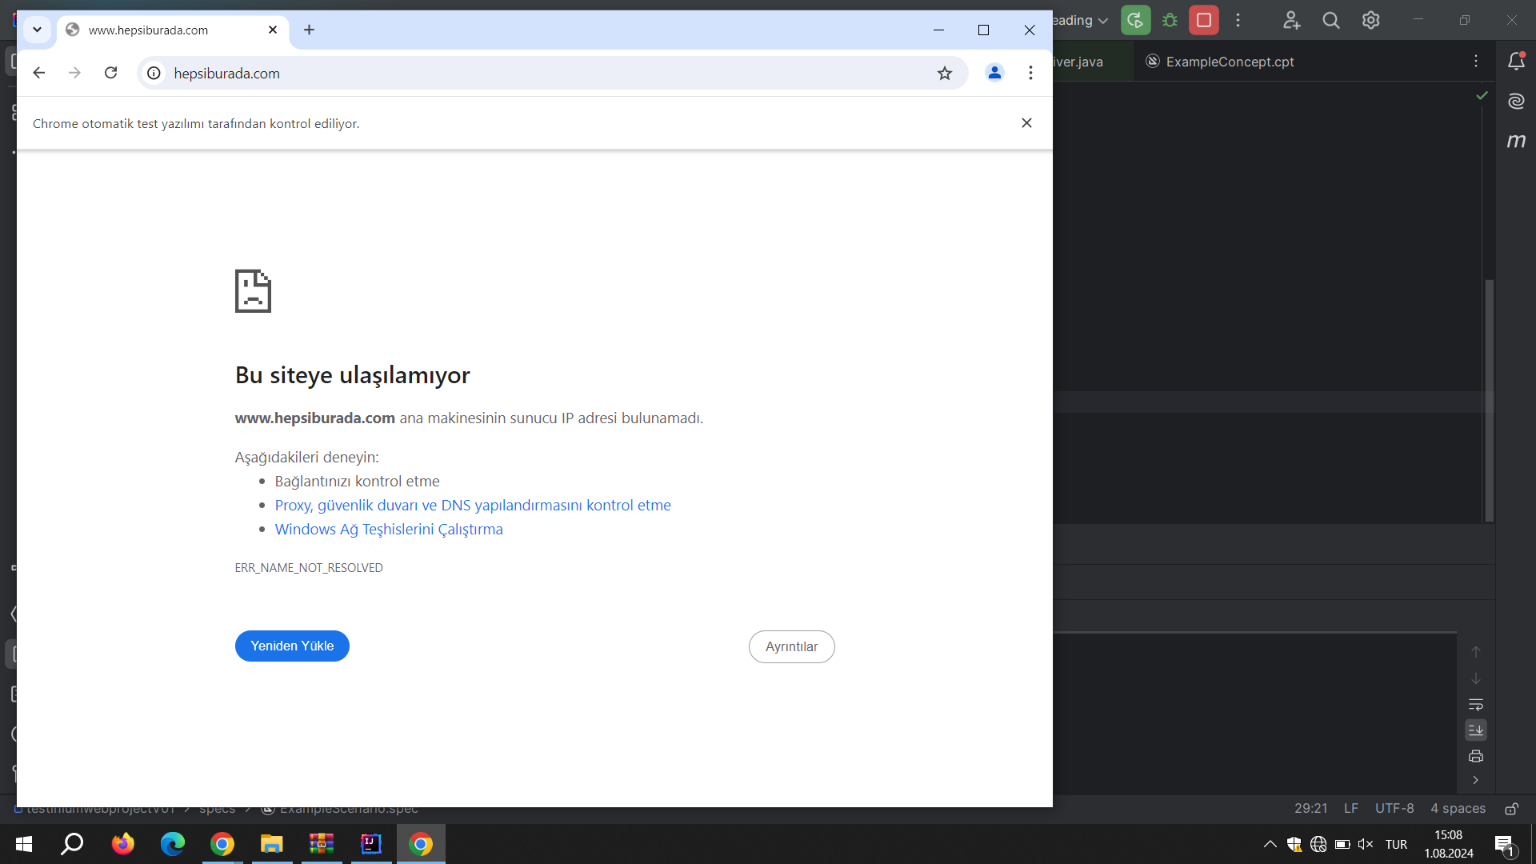 www.hepsiburada.com
eading
hepsiburada.com
iver.java
ExampleConcept.cpt
Chrome otomatik test yazılımı tarafından kontrol ediliyor.
m
Bu siteye ulaşılamıyor
www.hepsiburada.com ana makinesinin sunucu IP adresi bulunamadı.
Aşağıdakileri deneyin:
Bağlantınızı kontrol etme
Proxy, güvenlik duvarı ve DNS yapılandırmasını kontrol etme
Windows Ağ Teşhislerini Çalıştırma
ERR_NAME_NOT_RESOLVED
Yeniden Yükle
Ayrıntılar
testiniumwebprojectV01 > specs > ExampleScenario.spec
29:21 LF UTF-8 4 spaces
IJ
TUR
15:08
1.08.2024
1